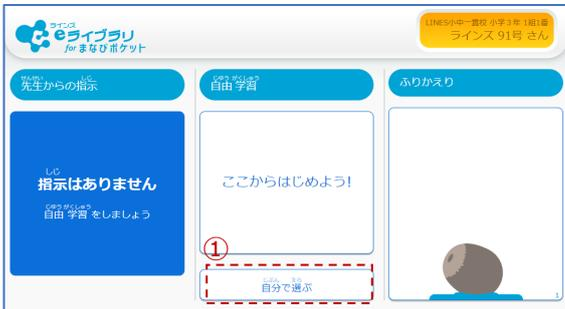 ラインズ
eライブラリ
for まなびポケット
LINES小中一貫校 小学3年 1組1番
ラインズ 91号 さん
せんせい しじ
先生からの指示
じゆう がくしゅう
自由 学習
ふりかえり
しじ
指示はありません
じゆう がくしゅう
自由 学習 をしましょう
ここからはじめよう!
①
じぶん えら
自分で選ぶ
1